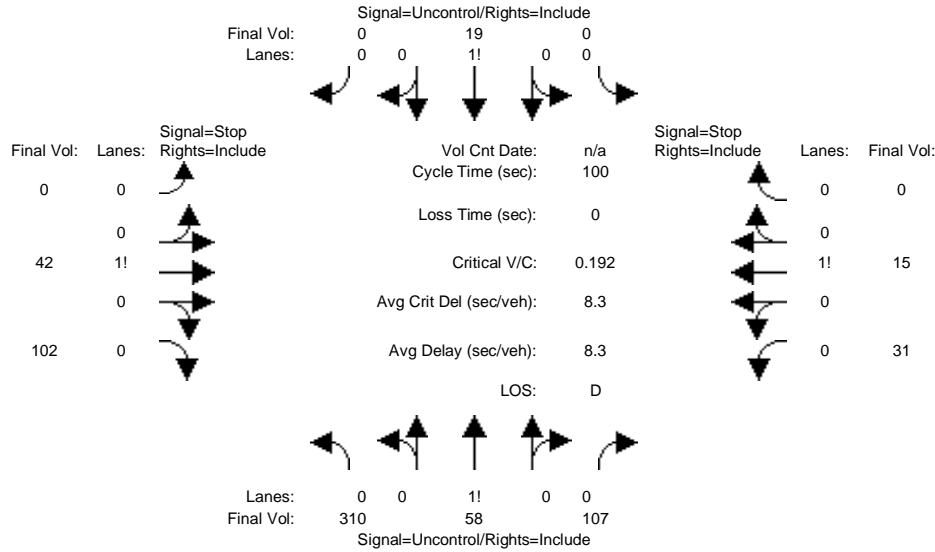 Signal=Uncontrol/Rights=Include
Final Vol: 0 19 0
Lanes: 0 0 1! 0 0
Signal=Stop Signal=Stop
Final Vol: Lanes: Rights=Include Vol Cnt Date: n/a Rights=Include Lanes: Final Vol:
Cycle Time (sec): 100
0 0 0 0
Loss Time (sec): 0
0 0
42 1! Critical V/C: 0.192 1! 15
0 Avg Crit Del (sec/veh): 8.3 0
102 0 Avg Delay (sec/veh): 8.3 0 31
LOS: D
Lanes: 0 0 1! 0 0
Final Vol: 310 58 107
Signal=Uncontrol/Rights=Include